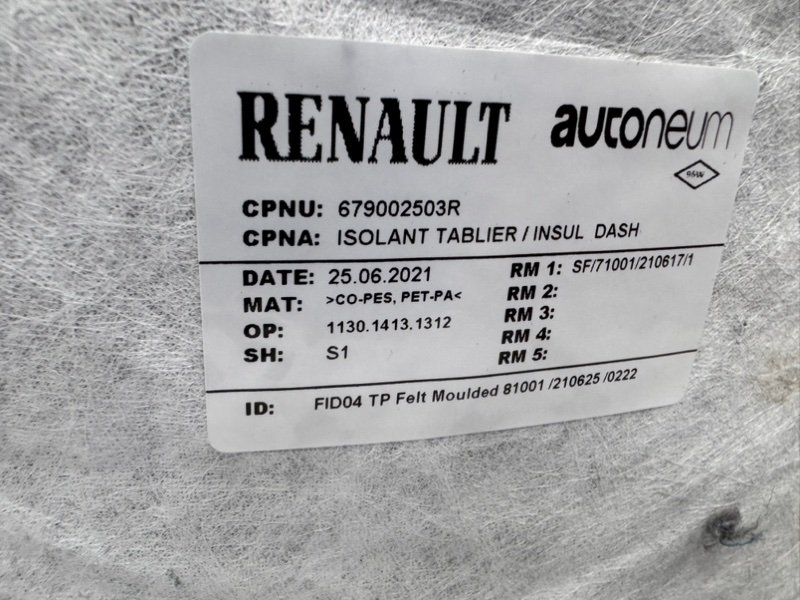 RENAULT
autoneum
95W
CPNU: 679002503R
CPNA: ISOLANT TABLIER / INSUL DASH
DATE: 25.06.2021
MAT: >CO-PES, PET-PA<
OP: 1130.1413.1312
SH: S1
RM 1: SF/71001/210617/1
RM 2:
RM 3:
RM 4:
RM 5:
ID: FID04 TP Felt Moulded 81001 /210625 /0222